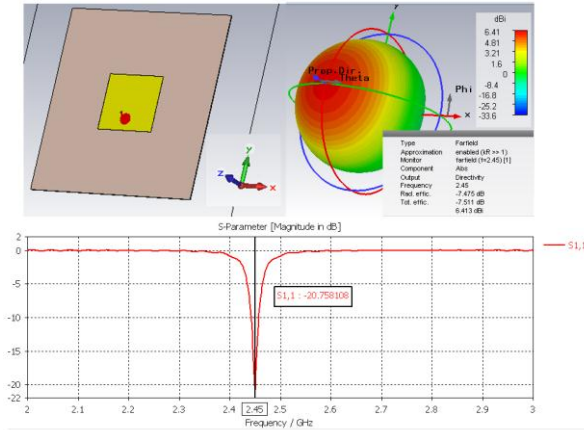 y
z
x
y
Prop.Dir.
Theta
Phi
x
dBi
6.41
4.81
3.21
1.6
0
-8.4
-16.8
-25.2
-33.6
Type Farfield
Approximation enabled (kR >> 1)
Monitor farfield (f=2.45) [1]
Component Abs
Output Directivity
Frequency 2.45
Rad. effic. -7.475 dB
Tot. effic. -7.511 dB
6.413 dBi
S-Parameter [Magnitude in dB]
2
0
-5
-10
-15
-20
-22
S1,1
S1,1 : -20.758108
2 2.1 2.2 2.3 2.4 2.45 2.5 2.6 2.7 2.8 2.9 3
Frequency / GHz